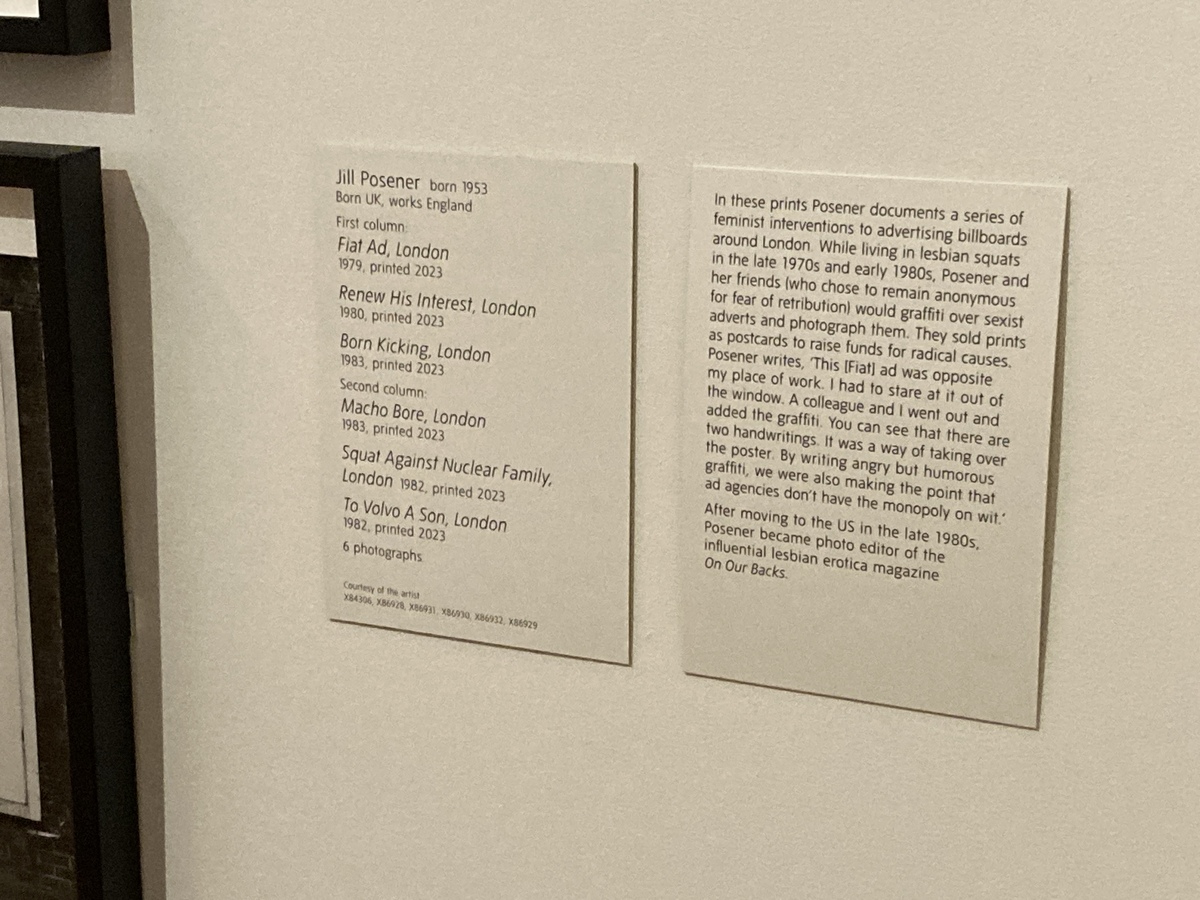 Jill Posener born 1953
Born UK, works England
First column:
Fiat Ad, London
1979, printed 2023
Renew His Interest, London
1980, printed 2023
Born Kicking, London
1983, printed 2023
Second column:
Macho Bore, London
1983, printed 2023
Squat Against Nuclear Family,
London 1982, printed 2023
To Volvo A Son, London
1982, printed 2023
6 photographs
Courtesy of the artist
X84306, X86928, X86931, X86930, X86932, X86929
In these prints Posener documents a series of
feminist interventions to advertising billboards
around London. While living in lesbian squats
in the late 1970s and early 1980s, Posener and
her friends (who chose to remain anonymous
for fear of retribution) would graffiti over sexist
adverts and photograph them. They sold prints
as postcards to raise funds for radical causes.
Posener writes, ‘This [Fiat] ad was opposite
my place of work. I had to stare at it out of
the window. A colleague and I went out and
added the graffiti. You can see that there are
two handwritings. It was a way of taking over
the poster. By writing angry but humorous
graffiti, we were also making the point that
ad agencies don’t have the monopoly on wit.’
After moving to the US in the late 1980s,
Posener became photo editor of the
influential lesbian erotica magazine
On Our Backs.